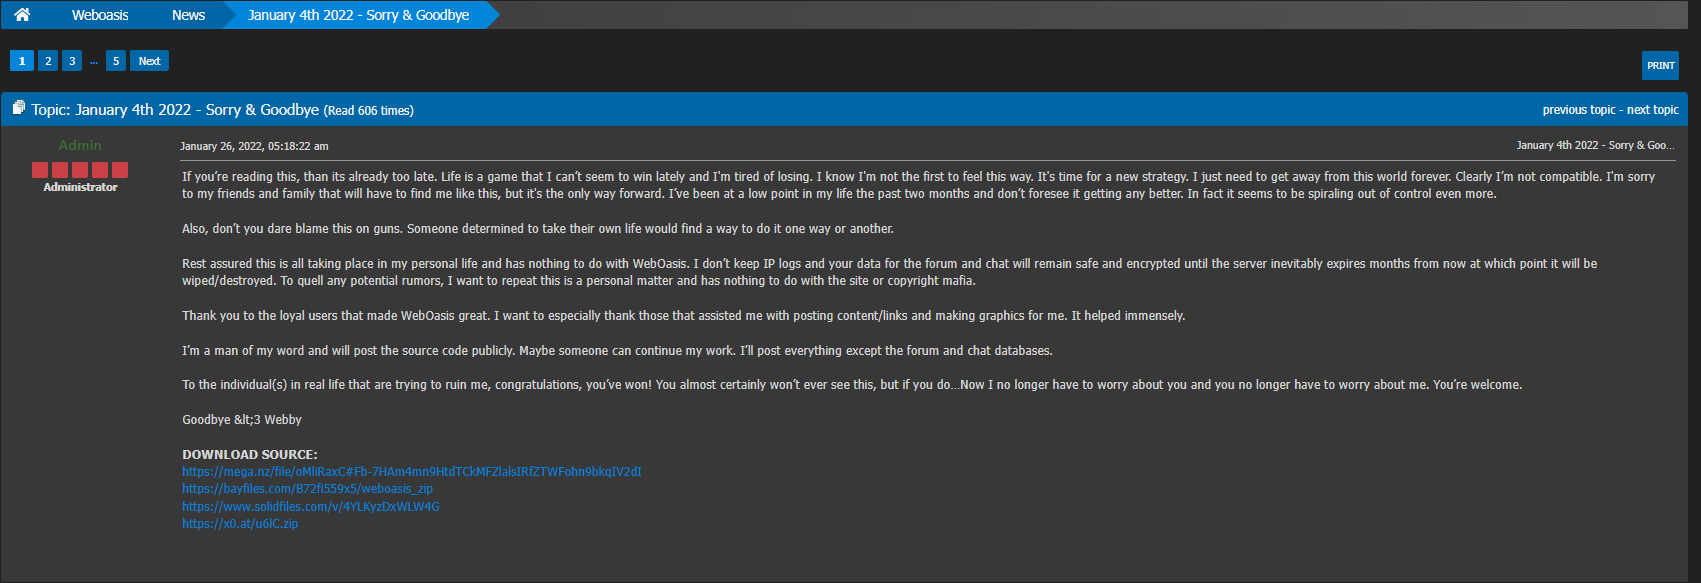 Weboasis News January 4th 2022 - Sorry & Goodbye
1 2 3 ... 5 Next
PRINT
Topic: January 4th 2022 - Sorry & Goodbye (Read 606 times) previous topic - next topic
Admin
Administrator
January 26, 2022, 05:18:22 am January 4th 2022 - Sorry & Goo...
If you’re reading this, than its already too late. Life is a game that I can’t seem to win lately and I'm tired of losing. I know I'm not the first to feel this way. It's time for a new strategy. I just need to get away from this world forever. Clearly I’m not compatible. I'm sorry
to my friends and family that will have to find me like this, but it's the only way forward. I’ve been at a low point in my life the past two months and don’t foresee it getting any better. In fact it seems to be spiraling out of control even more.
Also, don’t you dare blame this on guns. Someone determined to take their own life would find a way to do it one way or another.
Rest assured this is all taking place in my personal life and has nothing to do with WebOasis. I don’t keep IP logs and your data for the forum and chat will remain safe and encrypted until the server inevitably expires months from now at which point it will be
wiped/destroyed. To quell any potential rumors, I want to repeat this is a personal matter and has nothing to do with the site or copyright mafia.
Thank you to the loyal users that made WebOasis great. I want to especially thank those that assisted me with posting content/links and making graphics for me. It helped immensely.
I’m a man of my word and will post the source code publicly. Maybe someone can continue my work. I’ll post everything except the forum and chat databases.
To the individual(s) in real life that are trying to ruin me, congratulations, you’ve won! You almost certainly won’t ever see this, but if you do...Now I no longer have to worry about you and you no longer have to worry about me. You’re welcome.
Goodbye &lt;3 Webby
DOWNLOAD SOURCE:
https://mega.nz/file/oMliRaxC#Fb-7HAm4mn9HtdTCkMFZlalsIRfZTWFohn9bkqIV2dI
https://bayfiles.com/B72fi559x5/weboasis_zip
https://www.solidfiles.com/v/4YLKyzDxWLW4G
https://x0.at/u6lC.zip